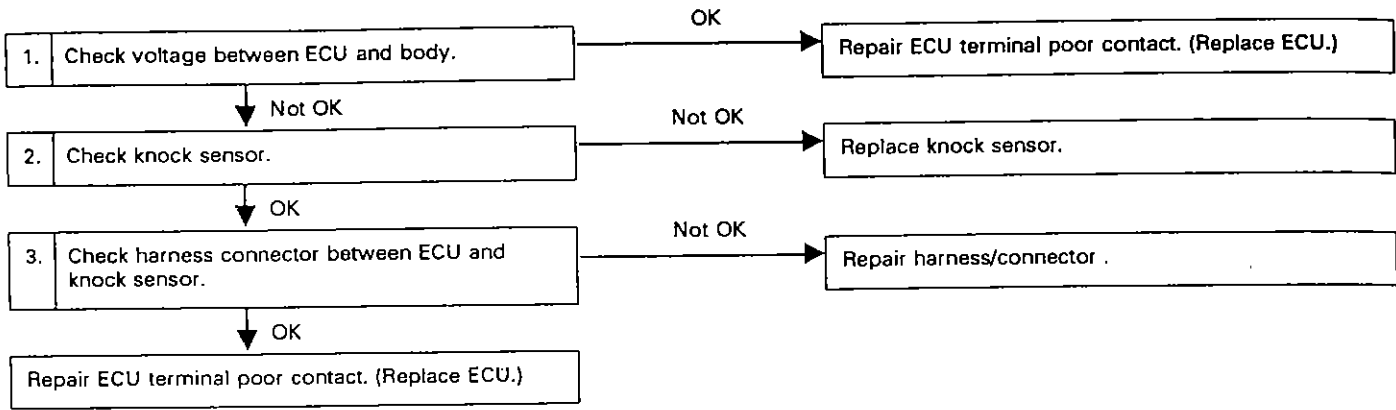 OK
1. Check voltage between ECU and body.
Repair ECU terminal poor contact. (Replace ECU.)
Not OK
Not OK
2. Check knock sensor.
Replace knock sensor.
OK
Not OK
3. Check harness connector between ECU and
knock sensor.
Repair harness/connector .
OK
Repair ECU terminal poor contact. (Replace ECU.)